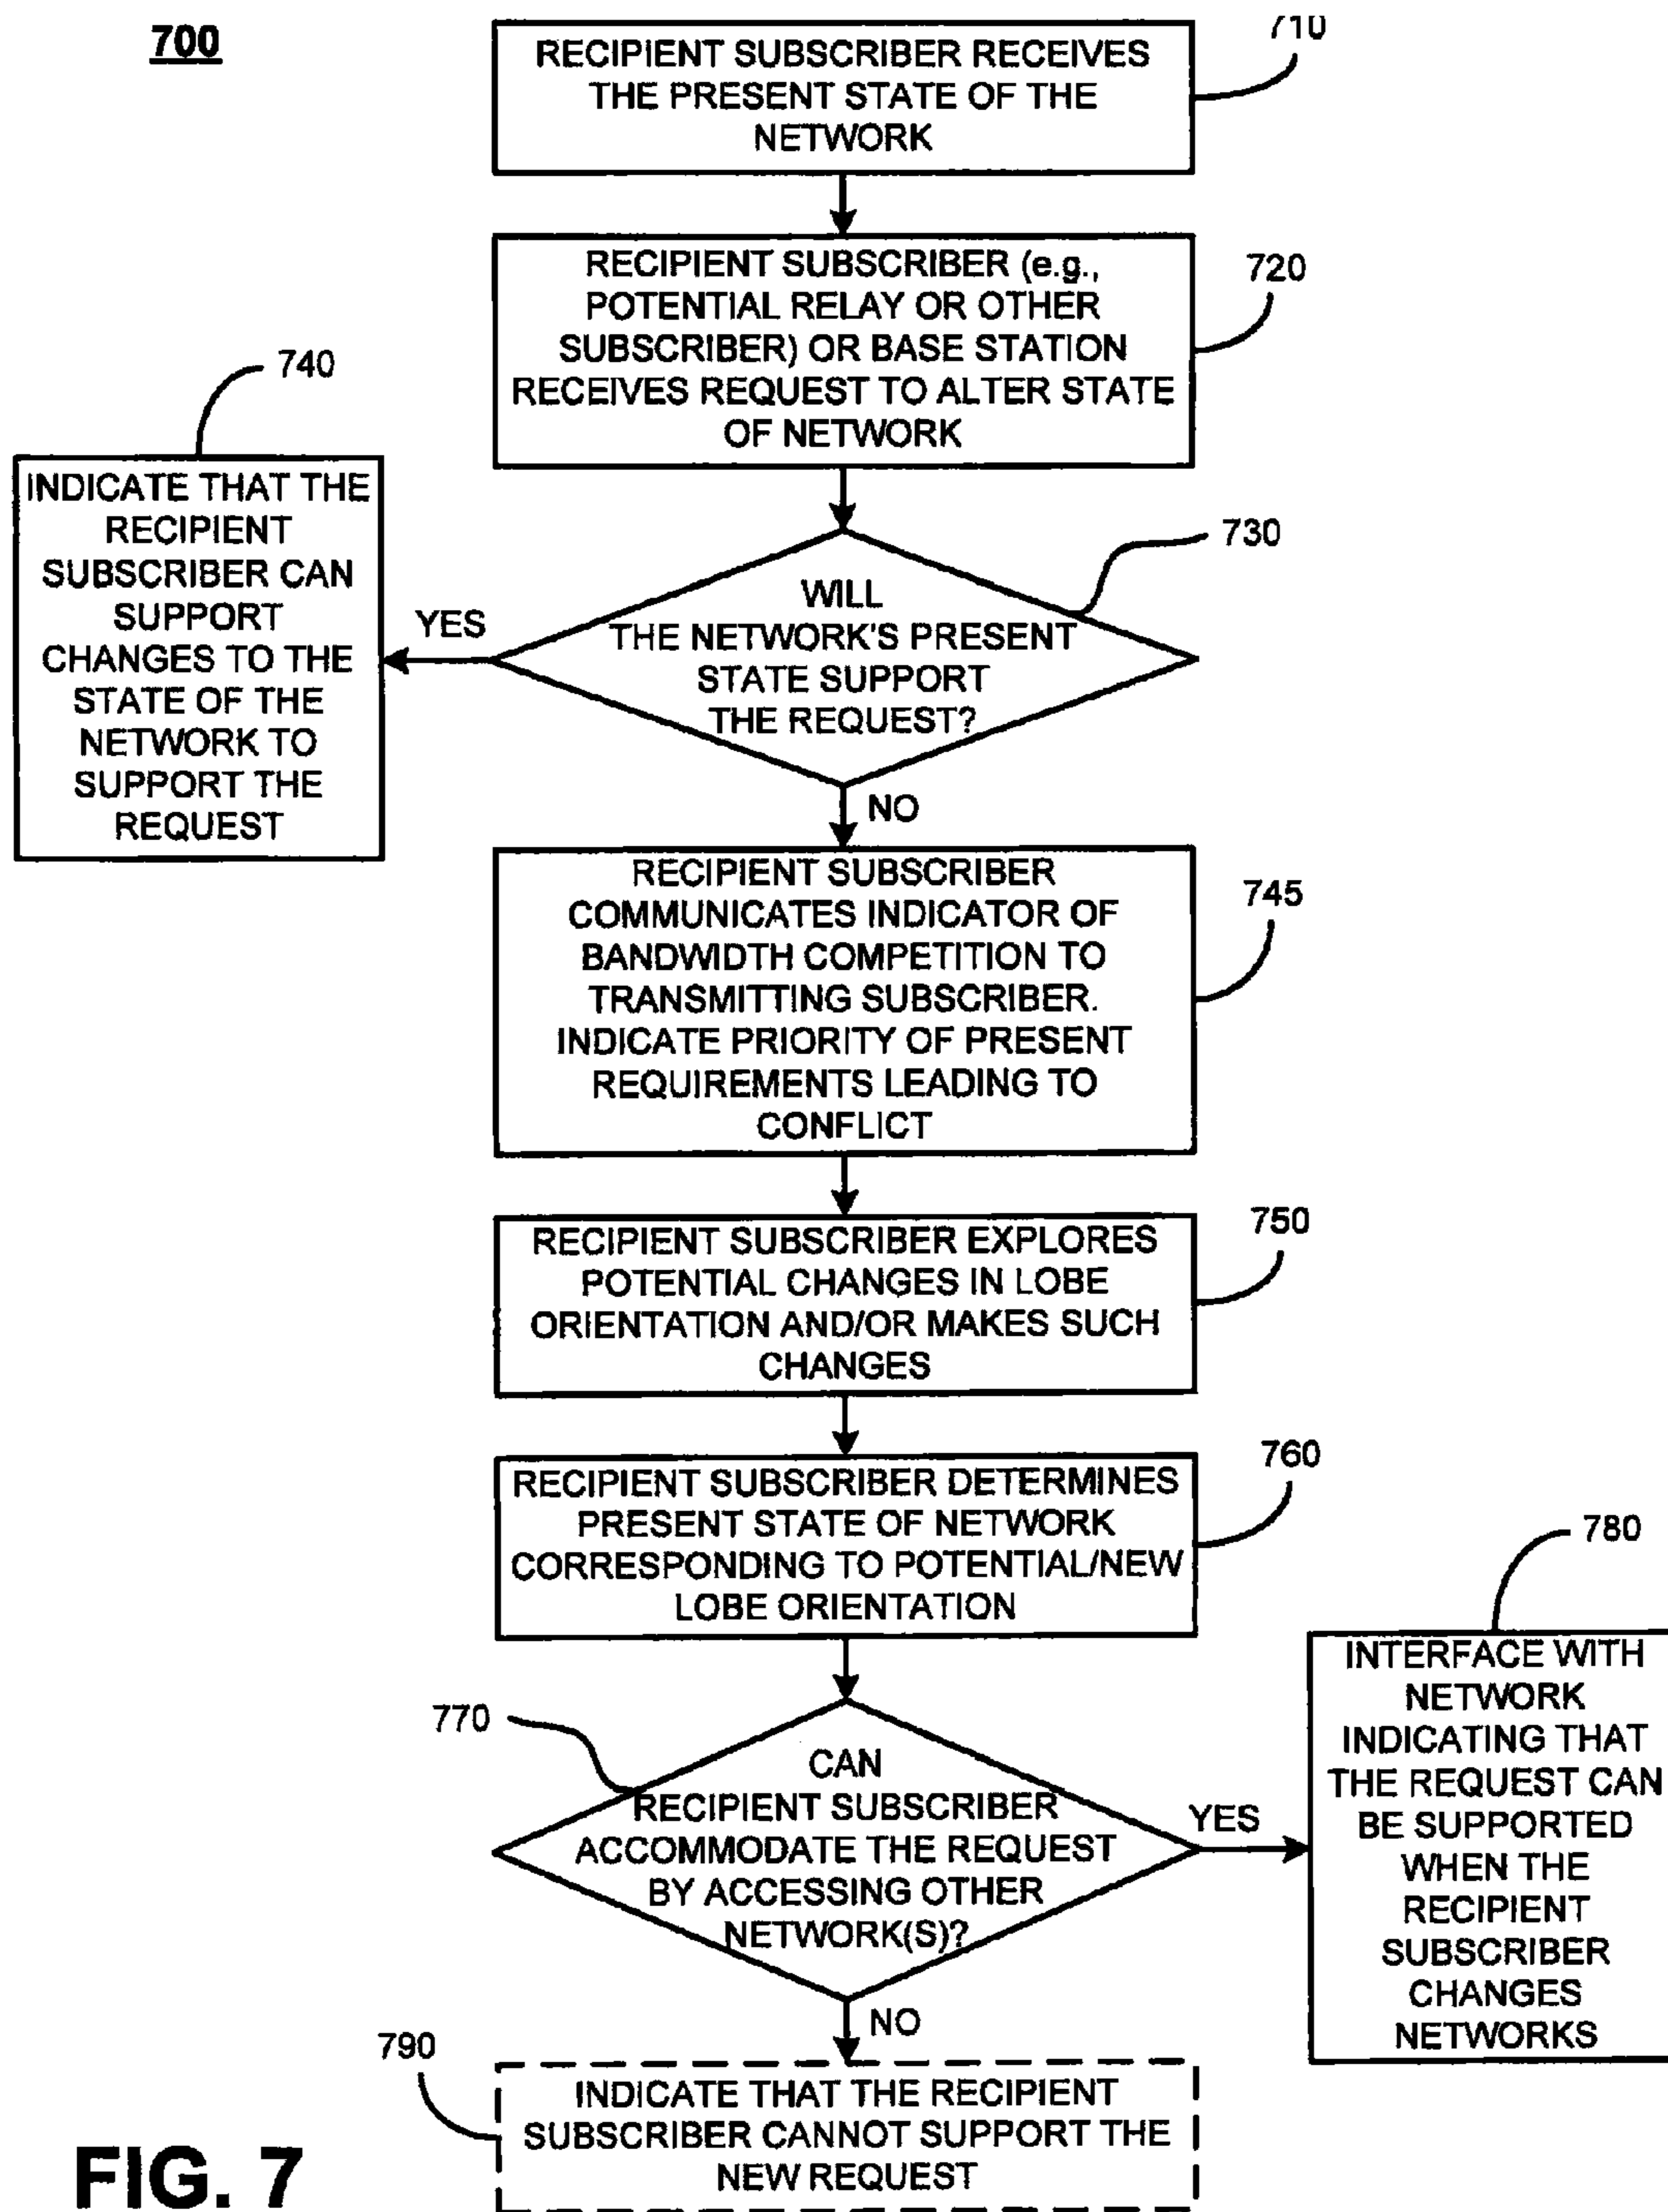 700
710
RECIPIENT SUBSCRIBER RECEIVES
THE PRESENT STATE OF THE
NETWORK
720
RECIPIENT SUBSCRIBER (e.g.,
POTENTIAL RELAY OR OTHER
SUBSCRIBER) OR BASE STATION
RECEIVES REQUEST TO ALTER STATE
OF NETWORK
740
INDICATE THAT THE
RECIPIENT
SUBSCRIBER CAN
SUPPORT
CHANGES TO THE
STATE OF THE
NETWORK TO
SUPPORT THE
REQUEST
730
YES
WILL
THE NETWORK'S PRESENT
STATE SUPPORT
THE REQUEST?
NO
745
RECIPIENT SUBSCRIBER
COMMUNICATES INDICATOR OF
BANDWIDTH COMPETITION TO
TRANSMITTING SUBSCRIBER.
INDICATE PRIORITY OF PRESENT
REQUIREMENTS LEADING TO
CONFLICT
750
RECIPIENT SUBSCRIBER EXPLORES
POTENTIAL CHANGES IN LOBE
ORIENTATION AND/OR MAKES SUCH
CHANGES
760
RECIPIENT SUBSCRIBER DETERMINES
PRESENT STATE OF NETWORK
CORRESPONDING TO POTENTIAL/NEW
LOBE ORIENTATION
770
CAN
RECIPIENT SUBSCRIBER
ACCOMMODATE THE REQUEST
BY ACCESSING OTHER
NETWORK(S)?
YES
780
INTERFACE WITH
NETWORK
INDICATING THAT
THE REQUEST CAN
BE SUPPORTED
WHEN THE
RECIPIENT
SUBSCRIBER
CHANGES
NETWORKS
NO
790
INDICATE THAT THE RECIPIENT
SUBSCRIBER CANNOT SUPPORT THE
NEW REQUEST
FIG. 7